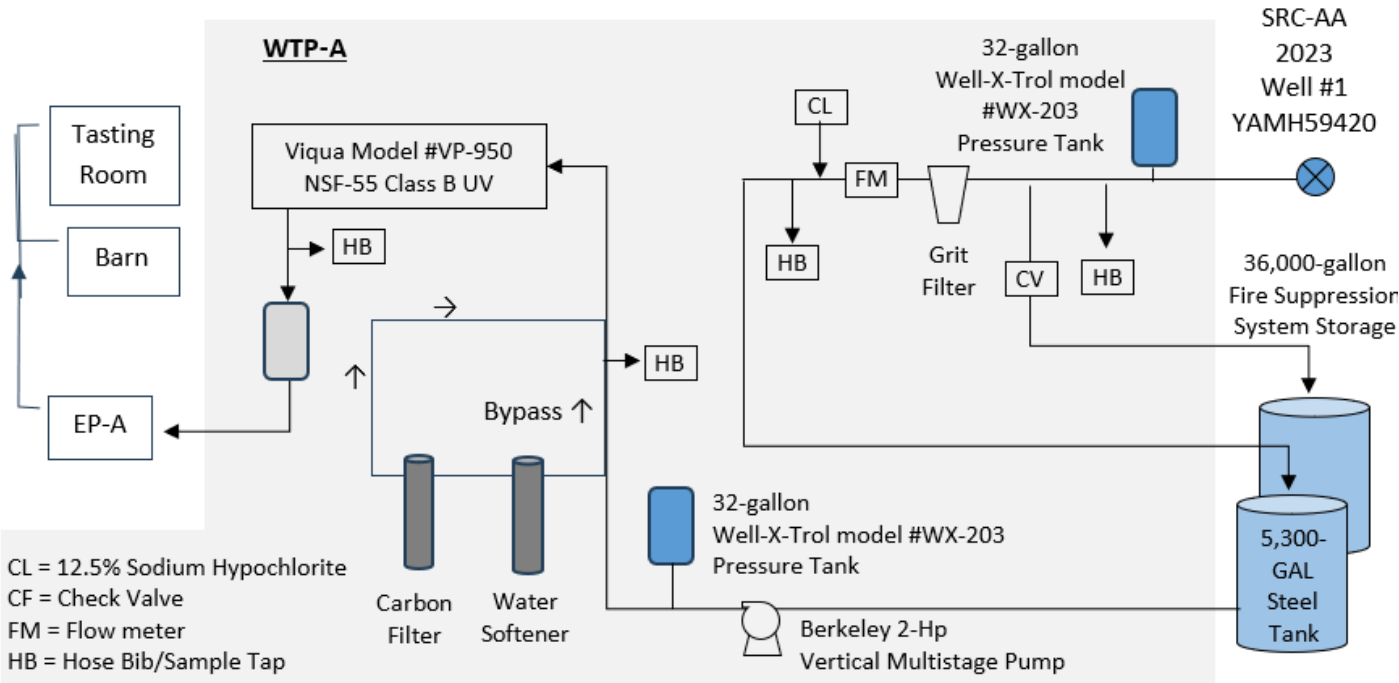 WTP-A
SRC-AA
2023
Well #1
YAMH59420
32-gallon
Well-X-Trol model
#WX-203
Pressure Tank
CL
FM
Grit
Filter
HB
CV
HB
36,000-gallon
Fire Suppression
System Storage
Tasting
Room
Barn
EP-A
Viqua Model #VP-950
NSF-55 Class B UV
HB
HB
Bypass
Carbon
Filter
Water
Softener
32-gallon
Well-X-Trol model #WX-203
Pressure Tank
Berkeley 2-Hp
Vertical Multistage Pump
5,300-
GAL
Steel
Tank
CL = 12.5% Sodium Hypochlorite
CF = Check Valve
FM = Flow meter
HB = Hose Bib/Sample Tap